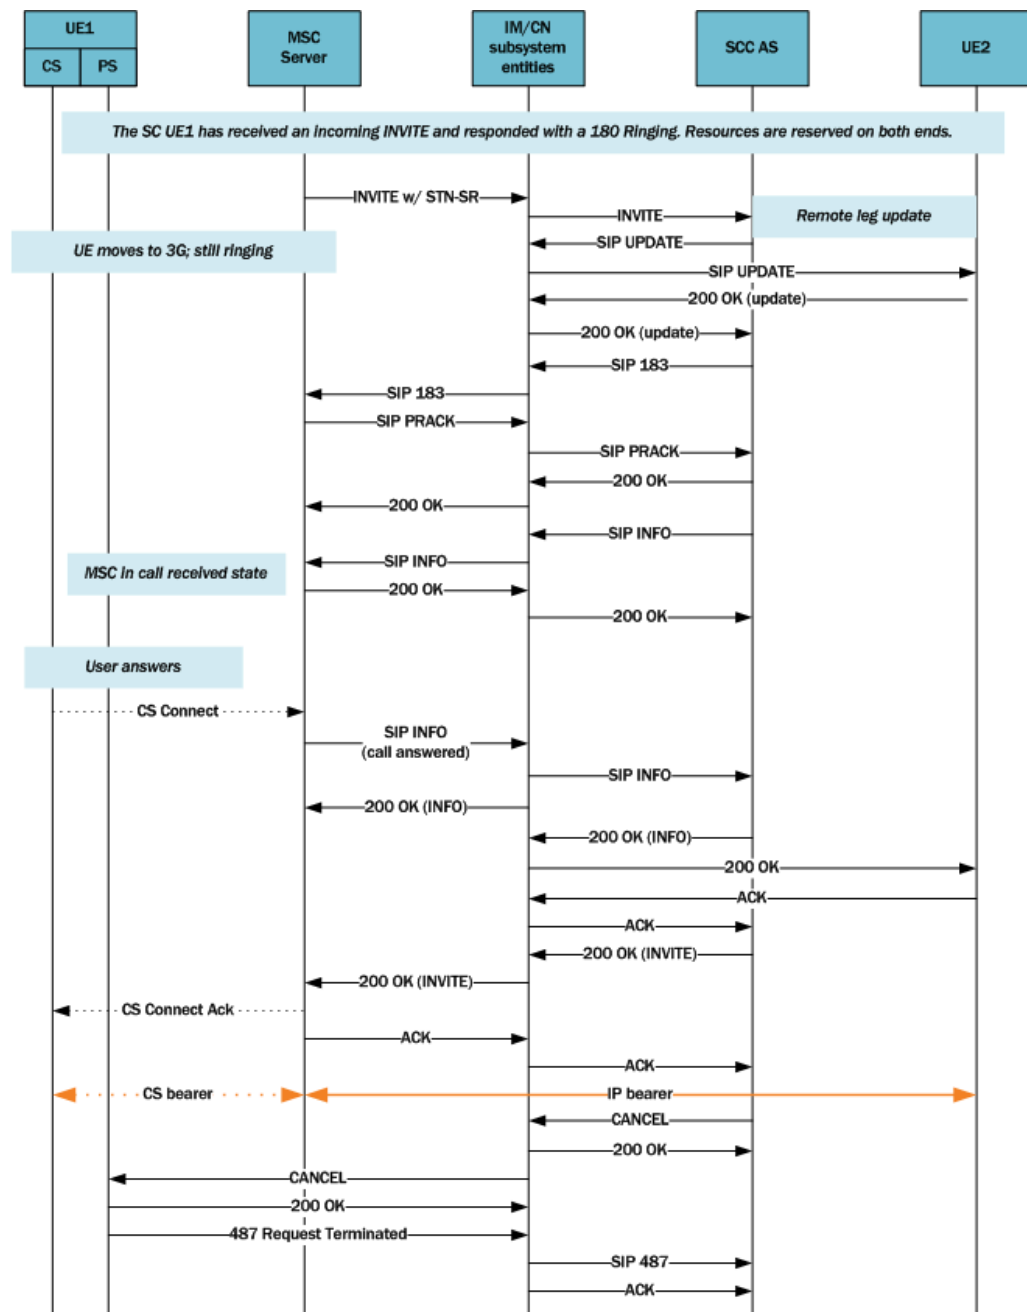 UE1
CS
PS
MSC
Server
IM/CN
subsystem
entities
SCC AS
UE2
The SC UE1 has received an incoming INVITE and responded with a 180 Ringing. Resources are reserved on both ends.
INVITE w/ STN-SR
INVITE
Remote leg update
UE moves to 3G; still ringing
SIP UPDATE
SIP UPDATE
200 OK (update)
200 OK (update)
SIP 183
SIP 183
SIP PRACK
SIP PRACK
200 OK
200 OK
SIP INFO
SIP INFO
MSC in call received state
200 OK
200 OK
User answers
CS Connect
SIP INFO
(call answered)
SIP INFO
200 OK (INFO)
200 OK (INFO)
200 OK
ACK
ACK
200 OK (INVITE)
200 OK (INVITE)
CS Connect Ack
ACK
ACK
CS bearer
IP bearer
CANCEL
200 OK
CANCEL
200 OK
487 Request Terminated
SIP 487
ACK